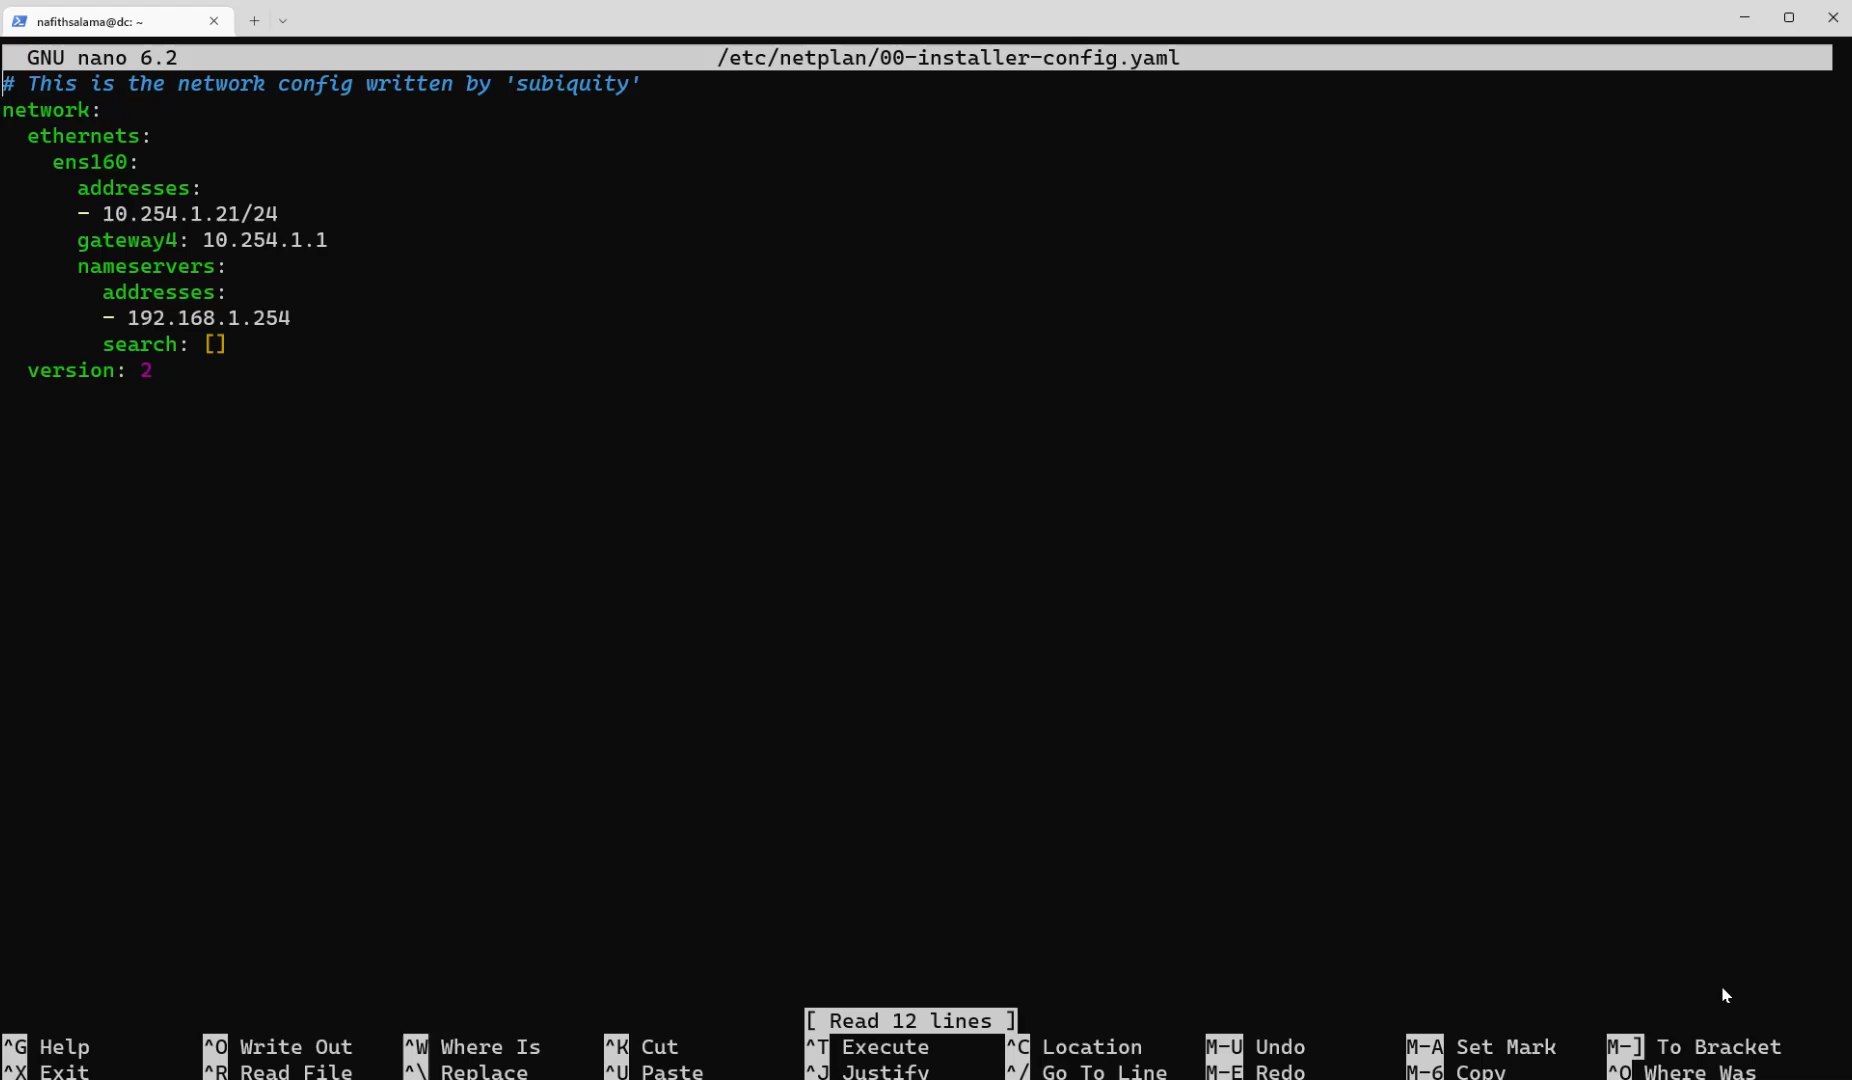 nafithsalama@dc: ~
GNU nano 6.2 /etc/netplan/00-installer-config.yaml
# This is the network config written by 'subiquity'
network:
  ethernets:
    ens160:
      addresses:
      - 10.254.1.21/24
      gateway4: 10.254.1.1
      nameservers:
        addresses:
        - 192.168.1.254
        search: []
  version: 2
[ Read 12 lines ]
^G Help ^O Write Out ^W Where Is ^K Cut ^T Execute ^C Location M-U Undo M-A Set Mark M-] To Bracket
^X Exit ^R Read File ^\ Replace ^U Paste ^J Justify ^/ Go To Line M-E Redo M-6 Copy ^Q Where Was